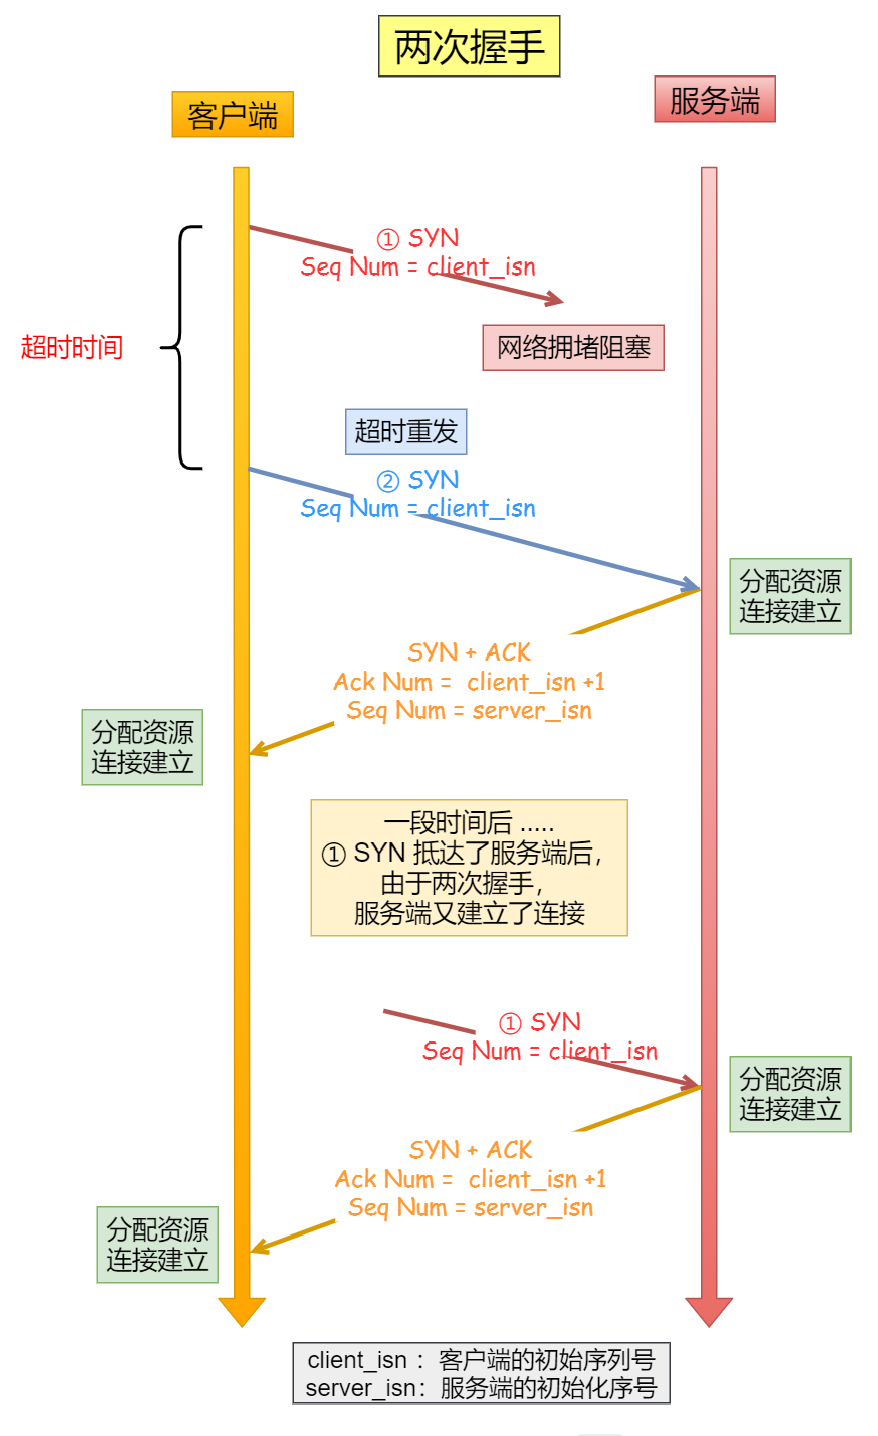 两次握手
客户端
服务端
① SYN
Seq Num = client_isn
超时时间
网络拥堵阻塞
超时重发
② SYN
Seq Num = client_isn
分配资源
连接建立
SYN + ACK
Ack Num = client_isn +1
Seq Num = server_isn
分配资源
连接建立
一段时间后 .....
① SYN 抵达了服务端后，
由于两次握手，
服务端又建立了连接
① SYN
Seq Num = client_isn
分配资源
连接建立
SYN + ACK
Ack Num = client_isn +1
Seq Num = server_isn
分配资源
连接建立
client_isn ：客户端的初始序列号
server_isn：服务端的初始化序号